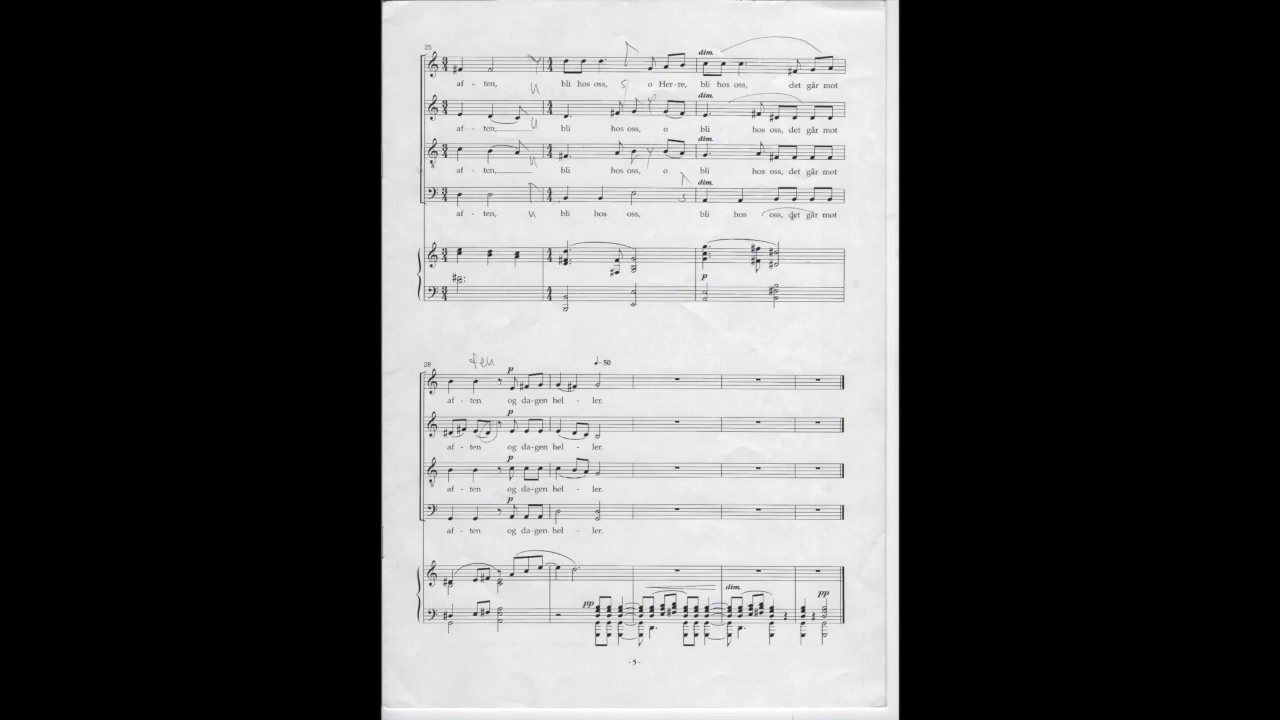 25
dim.
af - ten, bli hos oss, o Her - re, bli hos oss, det går mot
dim.
af - ten, bli hos oss, o bli hos oss, det går mot
dim.
af - ten, bli hos oss, o bli hos oss, det går mot
dim.
af - ten, bli hos oss, bli hos oss, det går mot
p
28
ten
♩ = 50
p
af - ten og da-gen hel - ler.
p
af - ten og da-gen hel - ler.
p
af - ten og da-gen hel - ler.
p
af - ten og da-gen hel - ler.
pp dim. pp
- 5 -